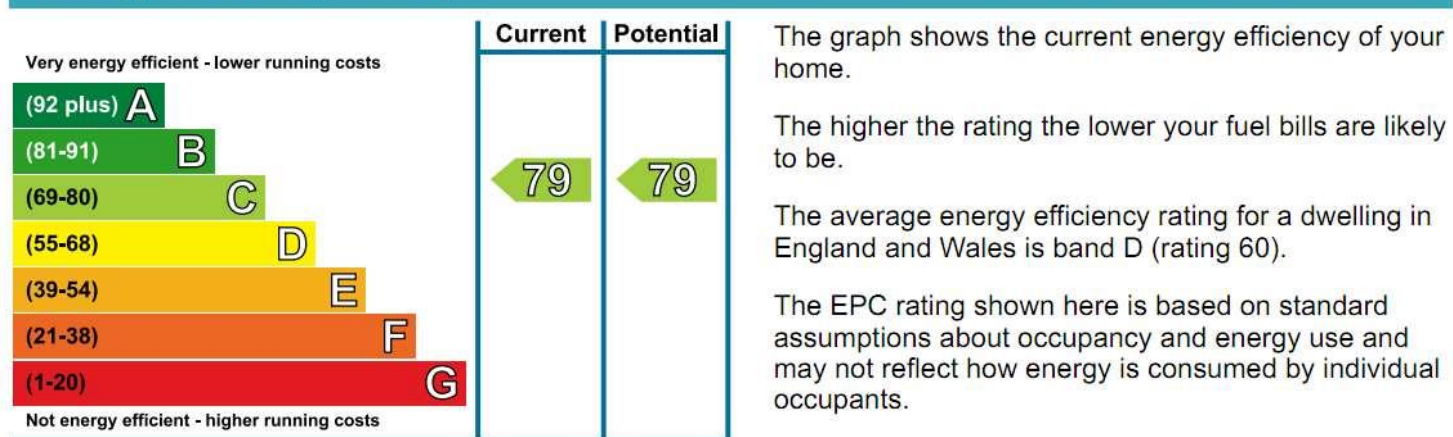 Current Potential
Very energy efficient - lower running costs
(92 plus) A
(81-91) B
(69-80) C
(55-68) D
(39-54) E
(21-38) F
(1-20) G
Not energy efficient - higher running costs
79 79
The graph shows the current energy efficiency of your
home.
The higher the rating the lower your fuel bills are likely
to be.
The average energy efficiency rating for a dwelling in
England and Wales is band D (rating 60).
The EPC rating shown here is based on standard
assumptions about occupancy and energy use and
may not reflect how energy is consumed by individual
occupants.